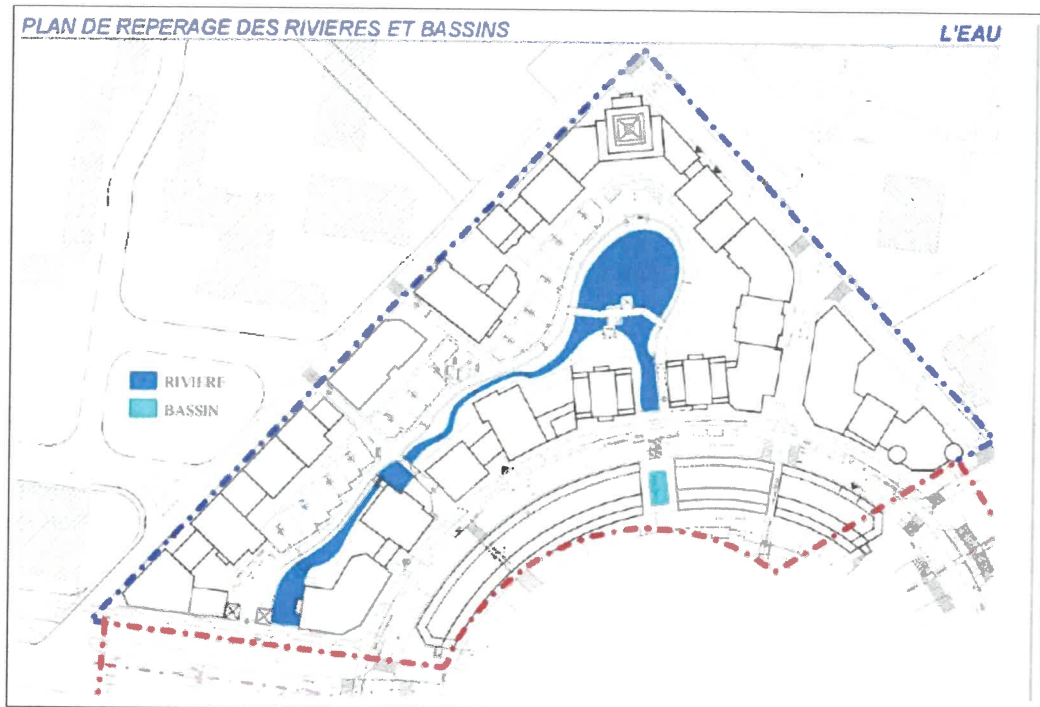 PLAN DE REPERAGE DES RIVIERES ET BASSINS
L'EAU
RIVIERE
BASSIN